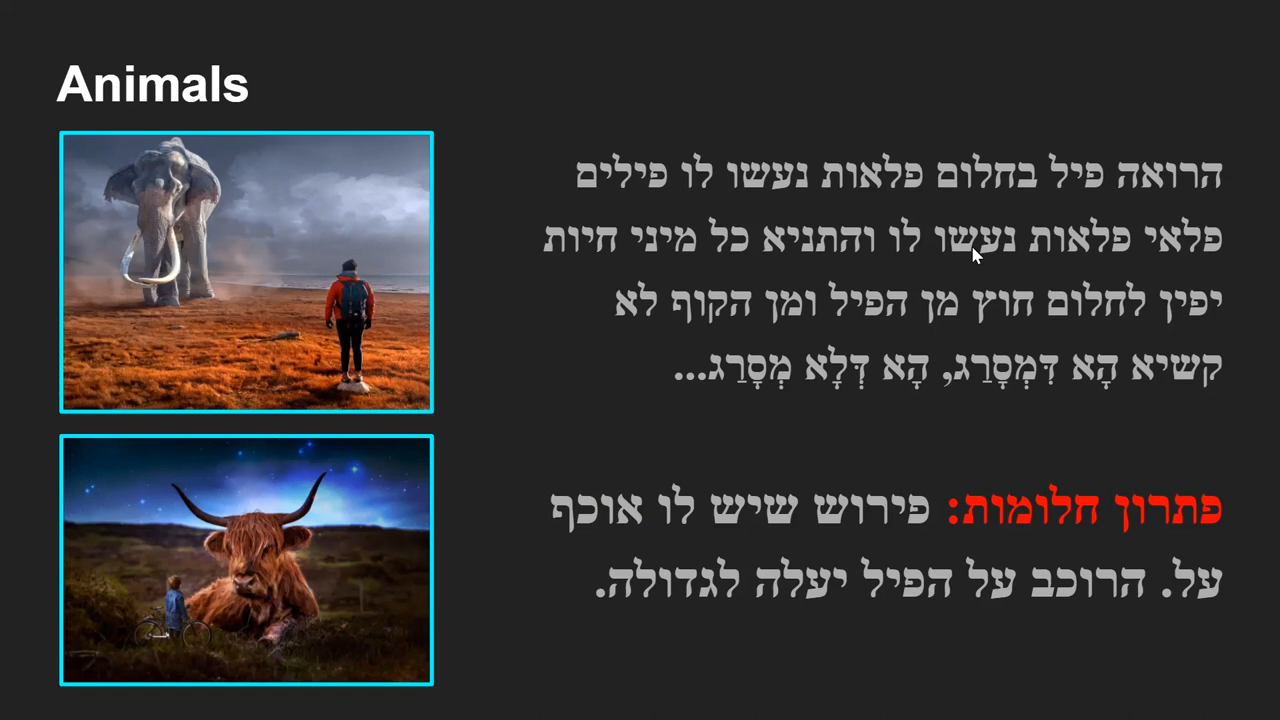 Animals
הרואה פיל בחלום פלאות נעשו לו פילים
פלאי פלאות נעשו לו והתניא כל מיני חיות
יפין לחלום חוץ מן הפיל ומן הקוף לא
קשיא הָא דִּמְסָרַג, הָא דְּלָא מְסָרַג...
פתרון חלומות: פירוש שיש לו אוכף
על. הרוכב על הפיל יעלה לגדולה.